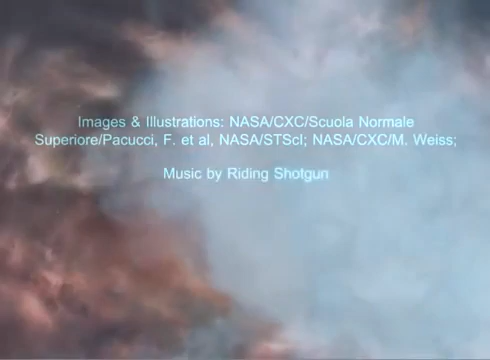 Images & Illustrations: NASA/CXC/Scuola Normale
Superiore/Pacucci, F. et al, NASA/STScI; NASA/CXC/M. Weiss;
Music by Riding Shotgun